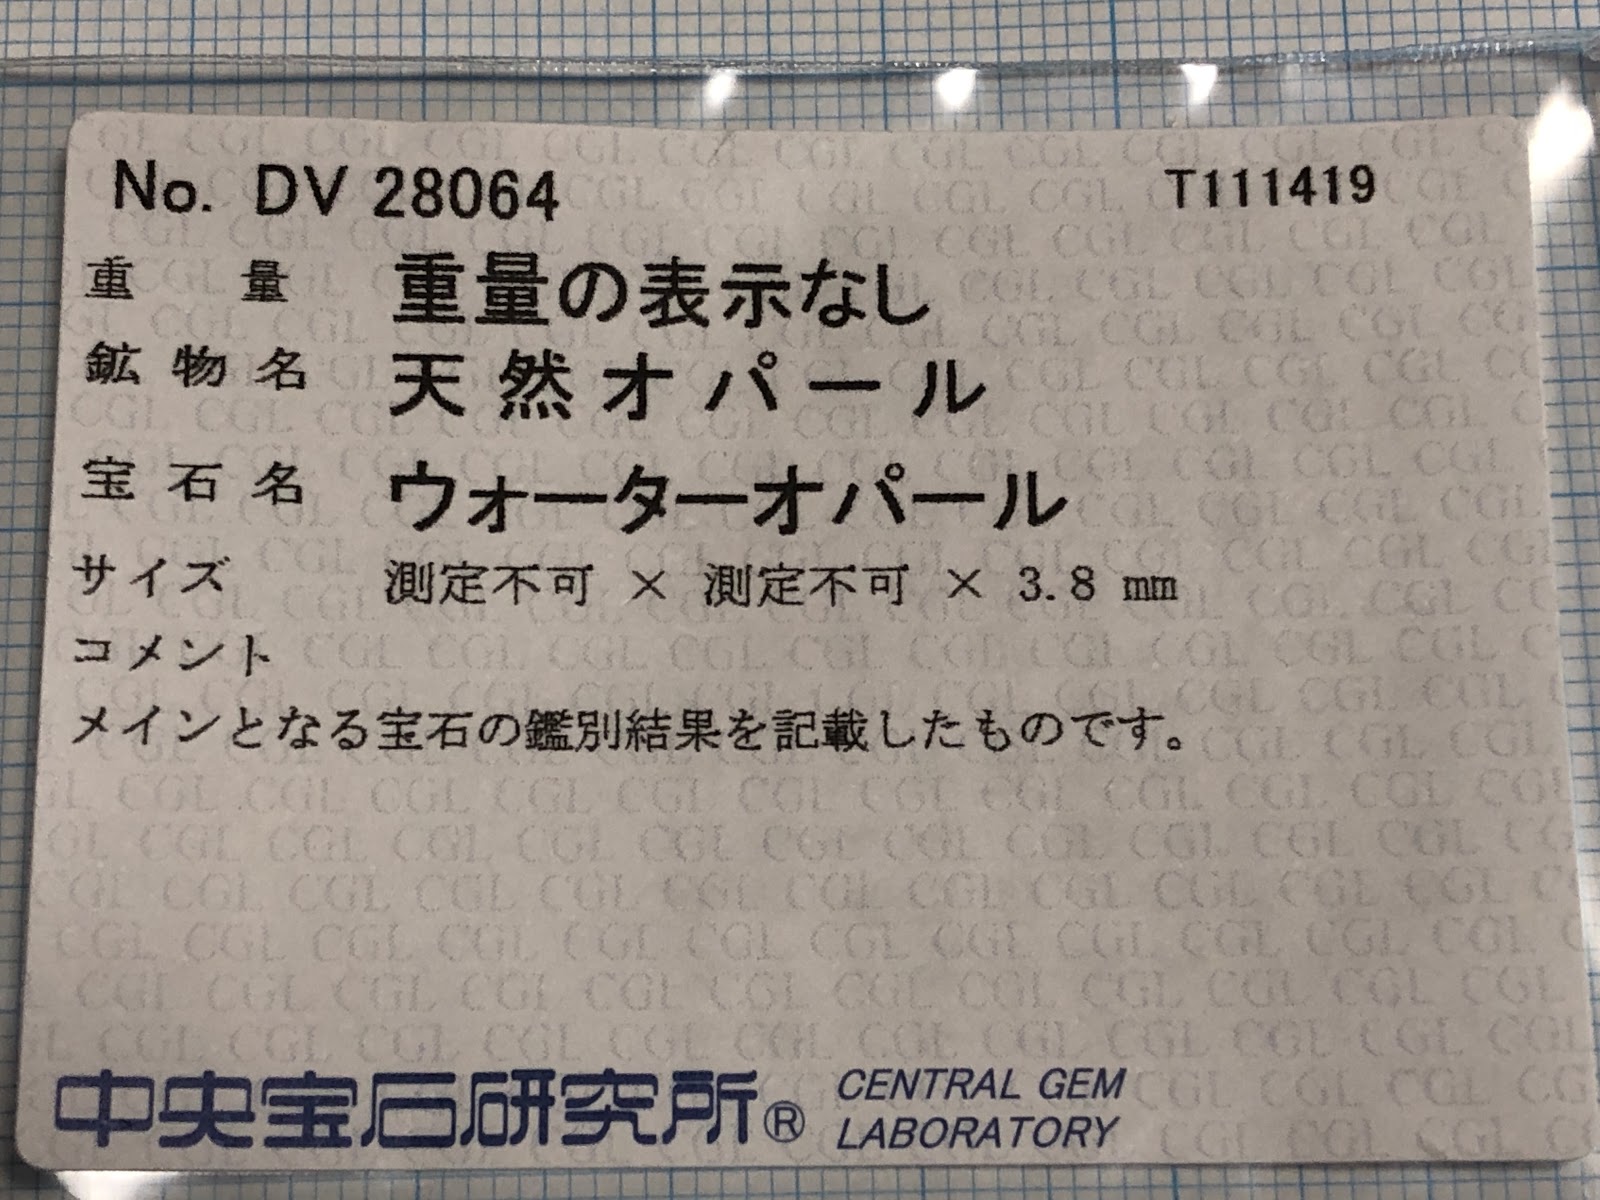 No. DV 28064 T111419
重量 重量の表示なし
鉱物名 天然オパール
宝石名 ウォーターオパール
サイズ 測定不可 × 測定不可 × 3.8 mm
コメント
メインとなる宝石の鑑別結果を記載したものです。
中央宝石研究所® CENTRAL GEM
LABORATORY